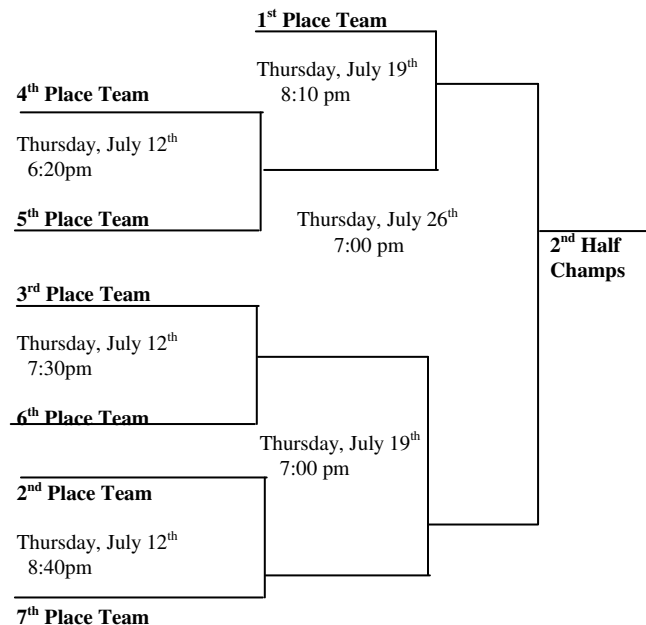 1st Place Team
Thursday, July 19th
8:10 pm
4th Place Team
Thursday, July 12th
6:20pm
5th Place Team
Thursday, July 26th
7:00 pm
2nd Half
Champs
3rd Place Team
Thursday, July 12th
7:30pm
6th Place Team
Thursday, July 19th
7:00 pm
2nd Place Team
Thursday, July 12th
8:40pm
7th Place Team